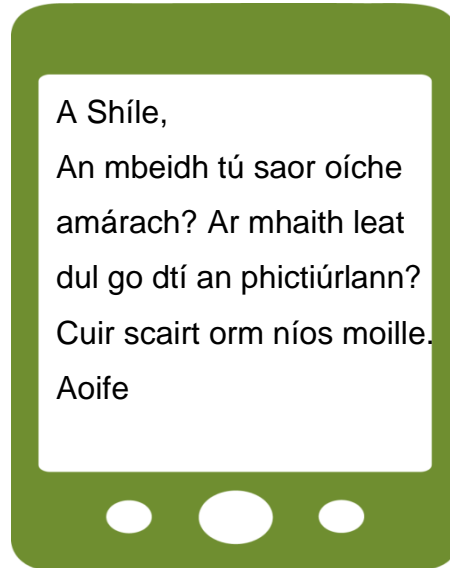 A Shíle,
An mbeidh tú saor oíche
amárach? Ar mhaith leat
dul go dtí an phictiúrlann?
Cuir scairt orm níos moille.
Aoife